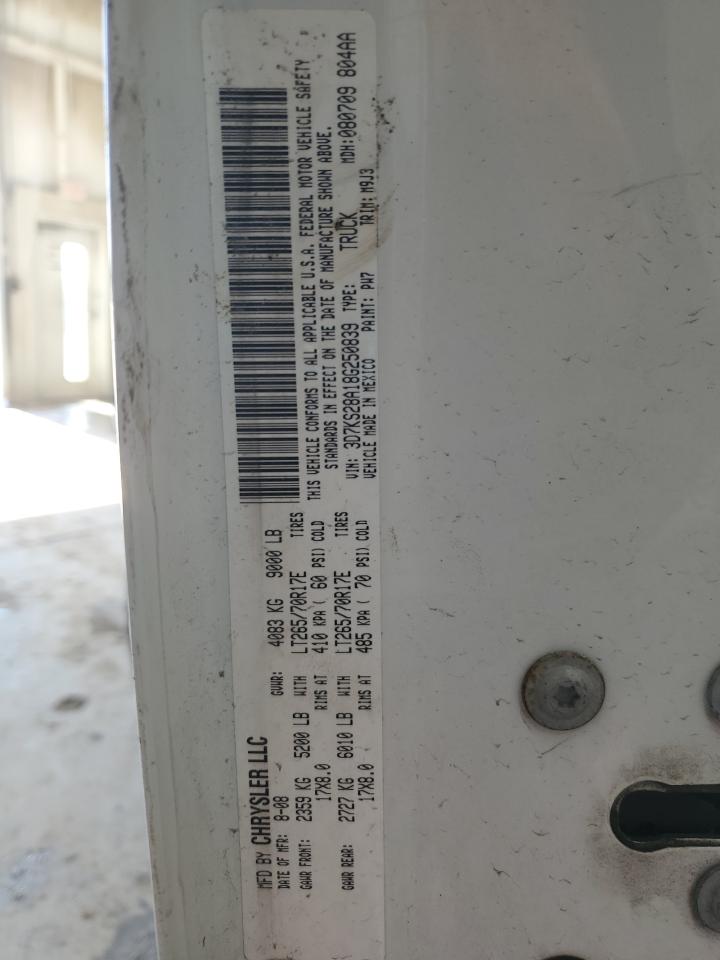 MFD BY CHRYSLER LLC
DATE OF MFR: 8-08 GVWR: 4083 KG 9000 LB
GAWR FRONT: 2359 KG 5200 LB WITH LT265/70R17E TIRES
17X8.0 RIMS AT 410 KPA ( 60 PSI) COLD
GAWR REAR: 2727 KG 6010 LB WITH LT265/70R17E TIRES
17X8.0 RIMS AT 485 KPA ( 70 PSI) COLD
THIS VEHICLE CONFORMS TO ALL APPLICABLE U.S.A. FEDERAL MOTOR VEHICLE SAFETY
STANDARDS IN EFFECT ON THE DATE OF MANUFACTURE SHOWN ABOVE.
VIN: 3D7KS28A18G250839 TYPE: TRUCK MDH:080709 804AA
VEHICLE MADE IN MEXICO PAINT: PW7 TRIM: M9J3